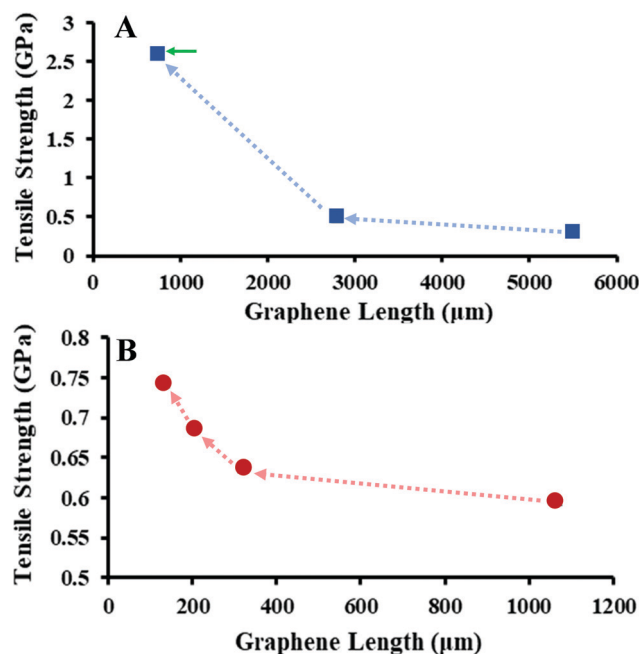 A
Tensile Strength (GPa)
3
2.5
2
1.5
1
0.5
0
0 1000 2000 3000 4000 5000 6000
Graphene Length (µm)
B
Tensile Strength (GPa)
0.8
0.75
0.7
0.65
0.6
0.55
0.5
0 200 400 600 800 1000 1200
Graphene Length (µm)